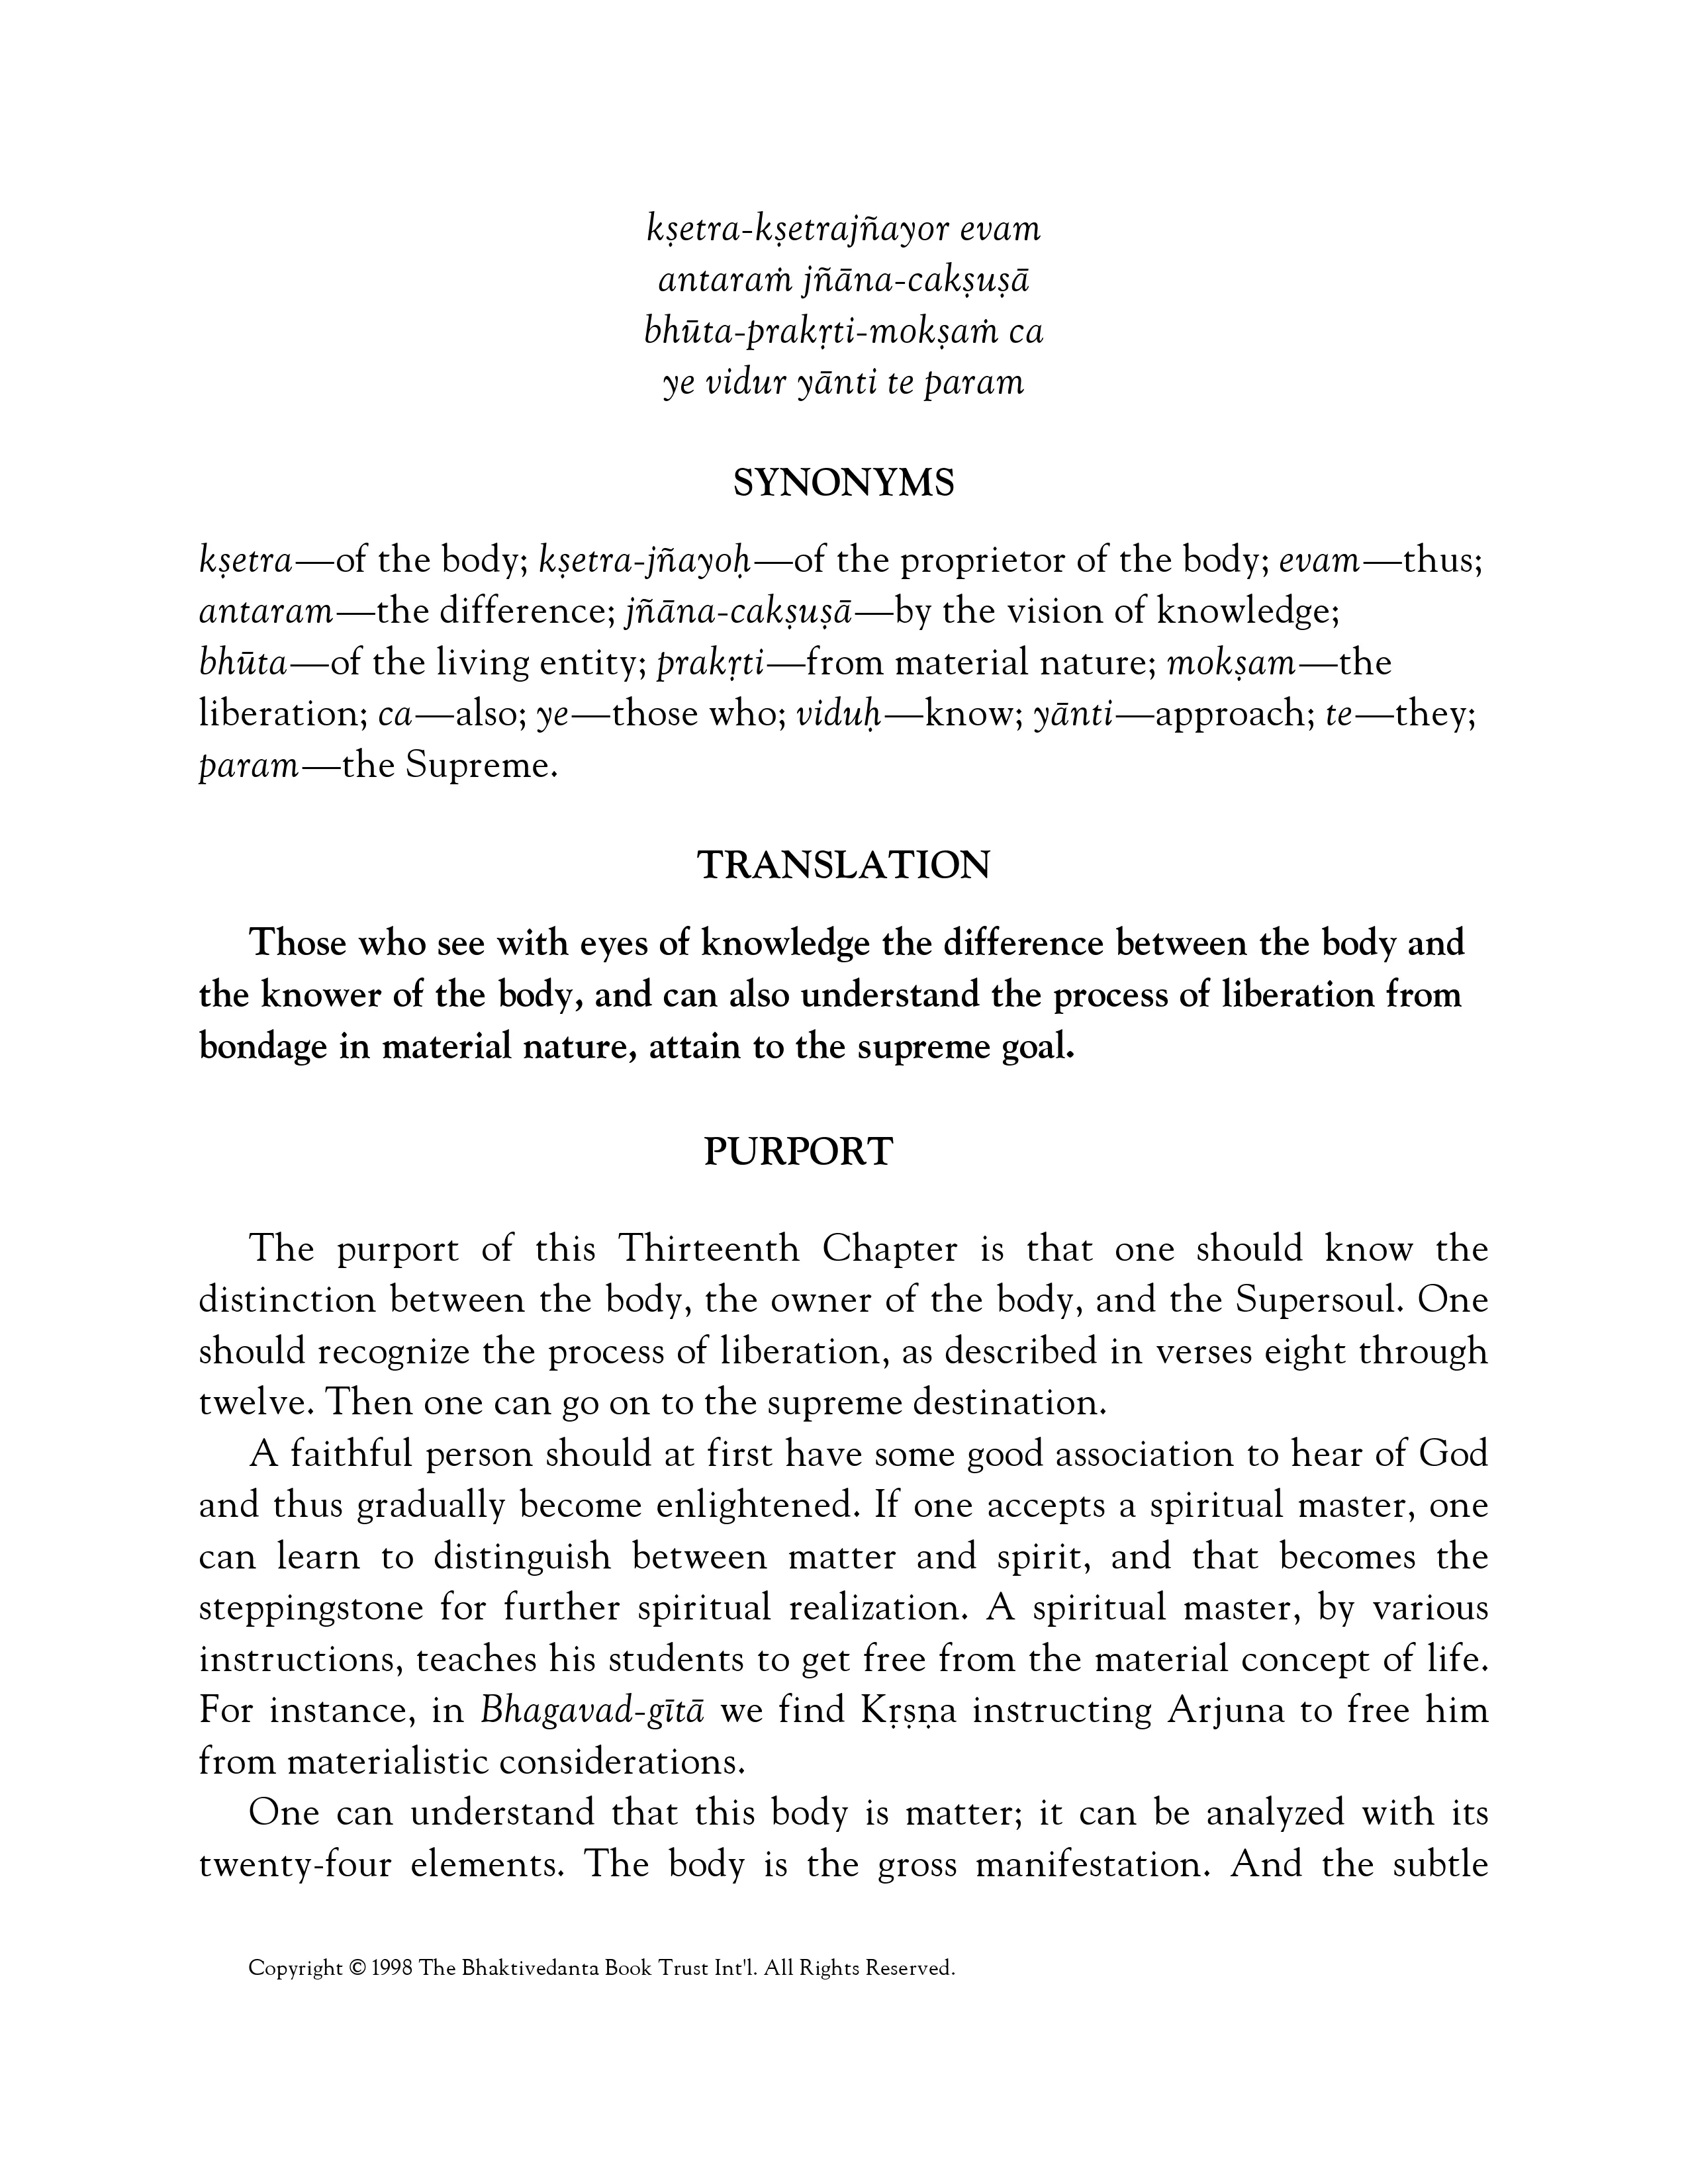 kṣetra-kṣetrajñayor evam
antaraṁ jñāna-cakṣuṣā
bhūta-prakṛti-mokṣaṁ ca
ye vidur yānti te param
SYNONYMS
kṣetra—of the body; kṣetra-jñayoḥ—of the proprietor of the body; evam—thus;
antaram—the difference; jñāna-cakṣuṣā—by the vision of knowledge;
bhūta—of the living entity; prakṛti—from material nature; mokṣam—the
liberation; ca—also; ye—those who; viduḥ—know; yānti—approach; te—they;
param—the Supreme.
TRANSLATION
Those who see with eyes of knowledge the difference between the body and
the knower of the body, and can also understand the process of liberation from
bondage in material nature, attain to the supreme goal.
PURPORT
The purport of this Thirteenth Chapter is that one should know the
distinction between the body, the owner of the body, and the Supersoul. One
should recognize the process of liberation, as described in verses eight through
twelve. Then one can go on to the supreme destination.
A faithful person should at first have some good association to hear of God
and thus gradually become enlightened. If one accepts a spiritual master, one
can learn to distinguish between matter and spirit, and that becomes the
steppingstone for further spiritual realization. A spiritual master, by various
instructions, teaches his students to get free from the material concept of life.
For instance, in Bhagavad-gītā we find Kṛṣṇa instructing Arjuna to free him
from materialistic considerations.
One can understand that this body is matter; it can be analyzed with its
twenty-four elements. The body is the gross manifestation. And the subtle
Copyright © 1998 The Bhaktivedanta Book Trust Int'l. All Rights Reserved.